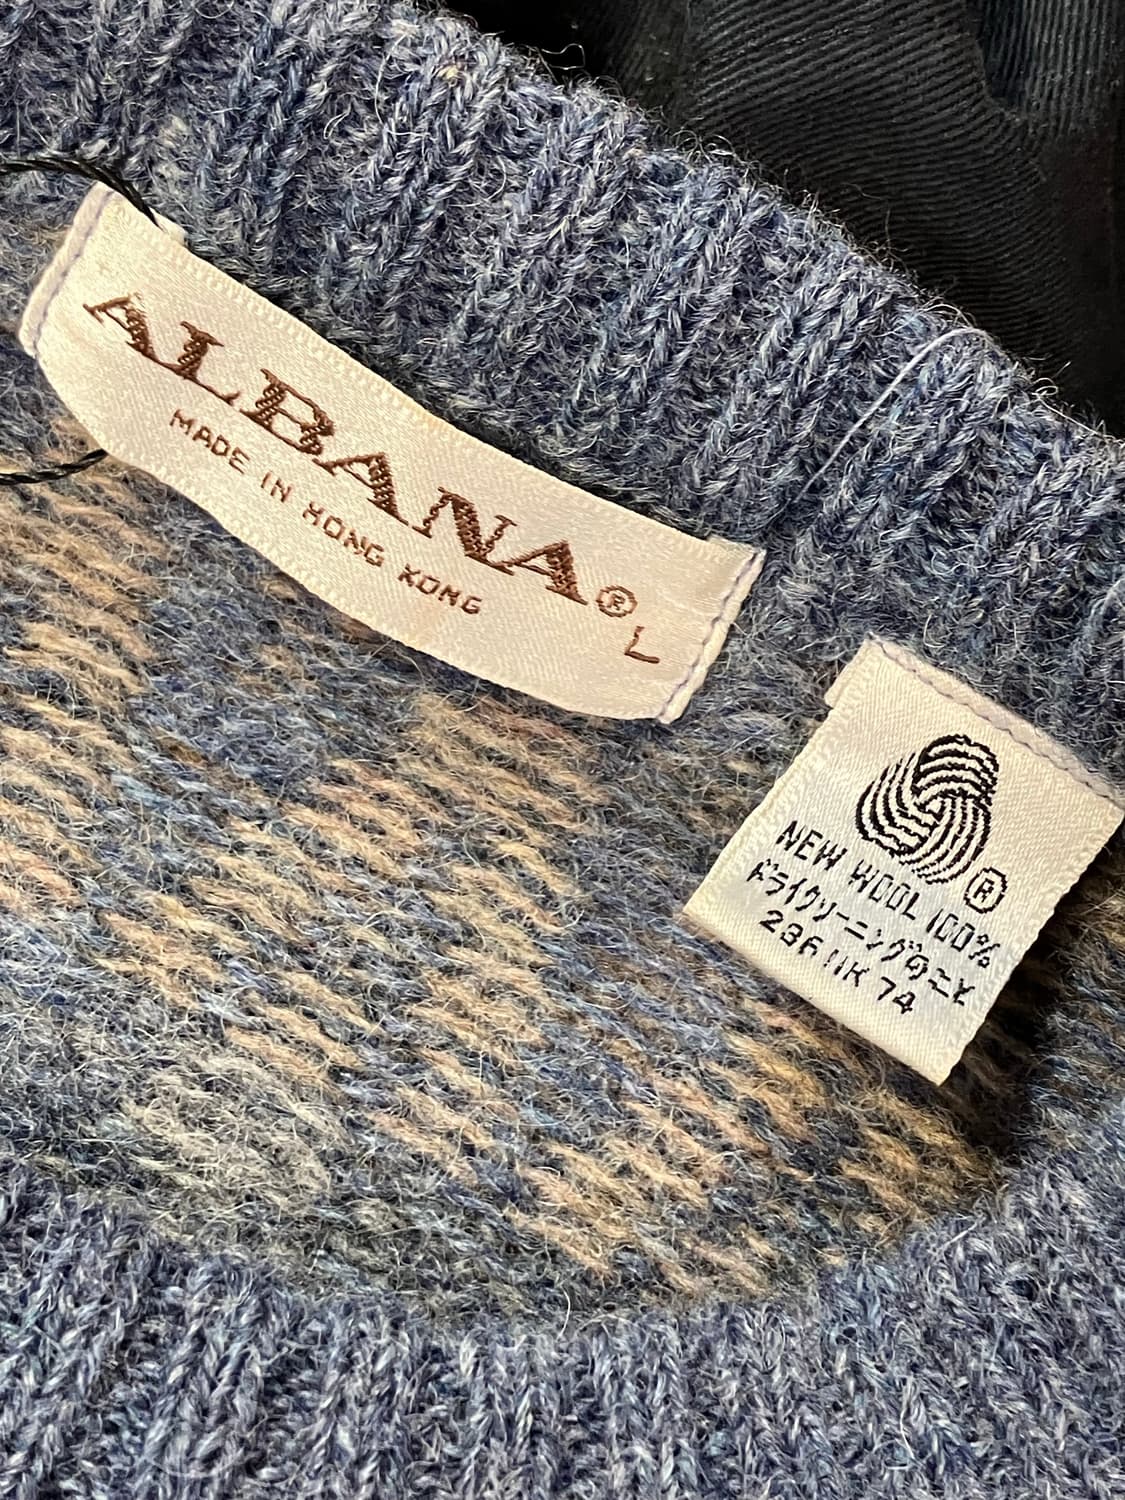 ALBANA®
MADE IN HONG KONG
L
NEW WOOL 100%
ドライクリーニングのこと
236 HK 74